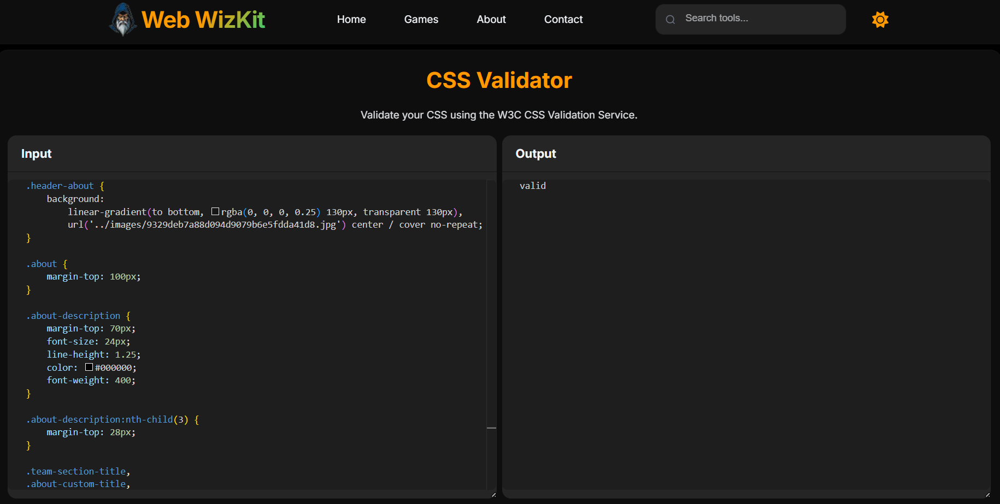 Web WizKit
Home
Games
About
Contact
Search tools...
CSS Validator
Validate your CSS using the W3C CSS Validation Service.
Input
.header-about {
    background:
        linear-gradient(to bottom, rgba(0, 0, 0, 0.25) 130px, transparent 130px),
        url('../images/9329deb7a88d094d9079b6e5fdda41d8.jpg') center / cover no-repeat;
}
.about {
    margin-top: 100px;
}
.about-description {
    margin-top: 70px;
    font-size: 24px;
    line-height: 1.25;
    color: #000000;
    font-weight: 400;
}
.about-description:nth-child(3) {
    margin-top: 28px;
}
.team-section-title,
.about-custom-title,
Output
valid